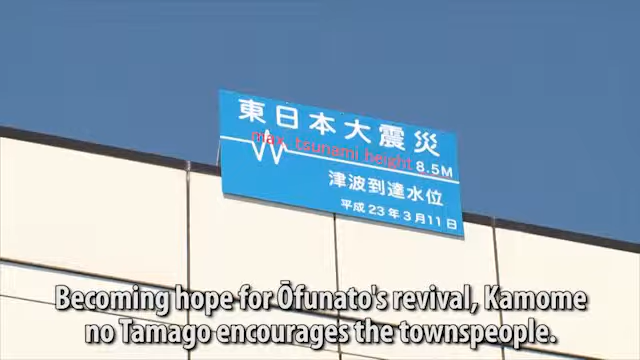 東日本大震災
max. tsunami height 8.5M
津波到達水位
平成23年3月11日
Becoming hope for Ōfunato's revival, Kamome
no Tamago encourages the townspeople.